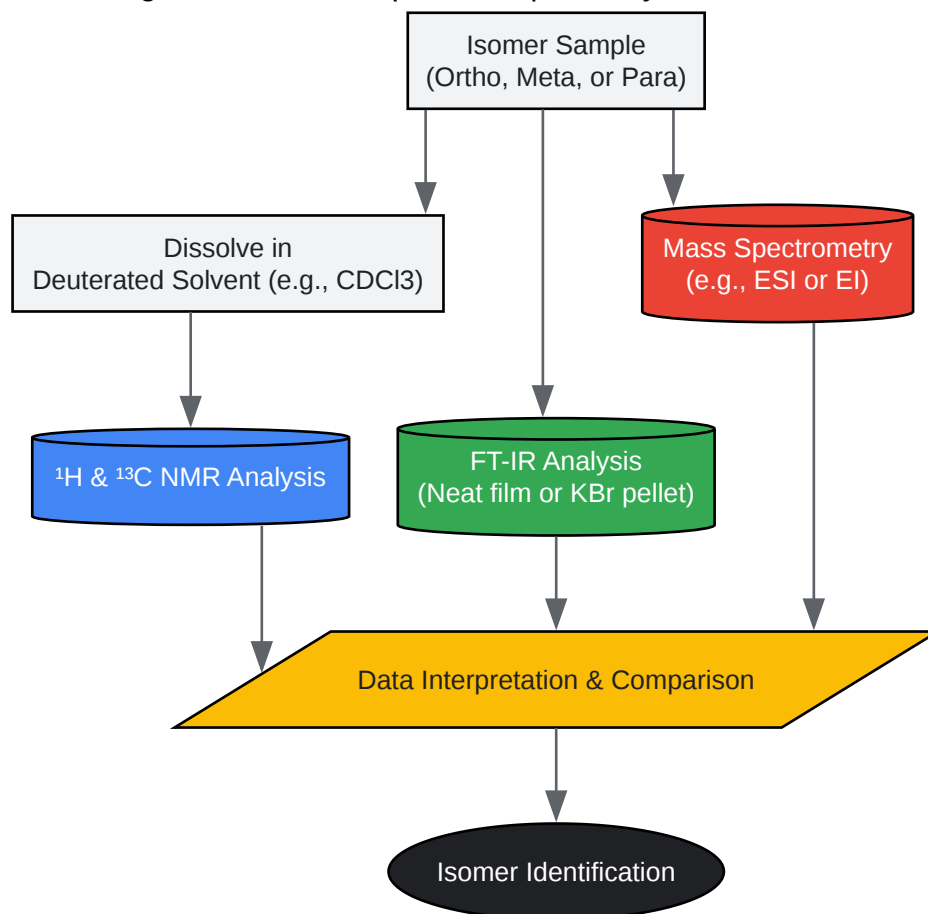 Isomer Sample
(Ortho, Meta, or Para)
Dissolve in
Deuterated Solvent (e.g., CDCl3)
Mass Spectrometry
(e.g., ESI or EI)
¹H & ¹³C NMR Analysis
FT-IR Analysis
(Neat film or KBr pellet)
Data Interpretation & Comparison
Isomer Identification